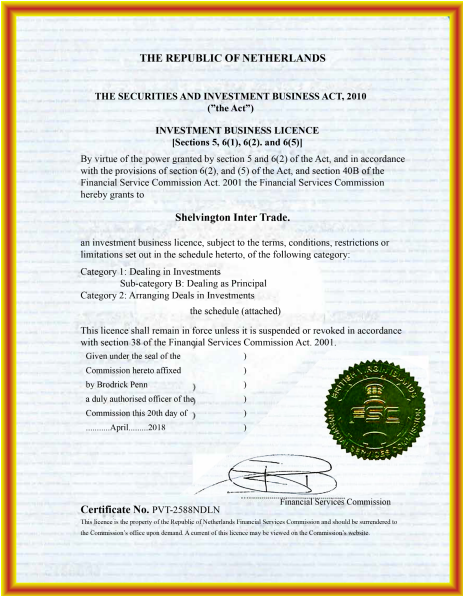 THE REPUBLIC OF NETHERLANDS
THE SECURITIES AND INVESTMENT BUSINESS ACT, 2010
("the Act")
INVESTMENT BUSINESS LICENCE
[Sections 5, 6(1), 6(2). and 6(5)]
By virtue of the power granted by section 5 and 6(2) of the Act, and in accordance
with the provisions of section 6(2), and (5) of the Act, and section 40B of the
Financial Service Commission Act. 2001 the Financial Services Commission
hereby grants to
Shelvington Inter Trade.
an investment business licence, subject to the terms, conditions, restrictions or
limitations set out in the schedule heterto, of the following category:
Category 1: Dealing in Investments
Sub-category B: Dealing as Principal
Category 2: Arranging Deals in Investments
the schedule (attached)
This licence shall remain in force unless it is suspended or revoked in accordance
with section 38 of the Financial Services Commission Act. 2001.
Given under the seal of the )
Commission hereto affixed )
by Brodrick Penn ) )
a duly authorised officer of the ) )
Commission this 20th day of ) )
...........April.........2018 )
FSC
Financial Services Commission
Certificate No. PVT-2588NDLN
This licence is the property of the Republic of Netherlands Financial Services Commission and should be surrendered to
the Commission's office upon demand. A current of this licence may be viewed on the Commission's website.